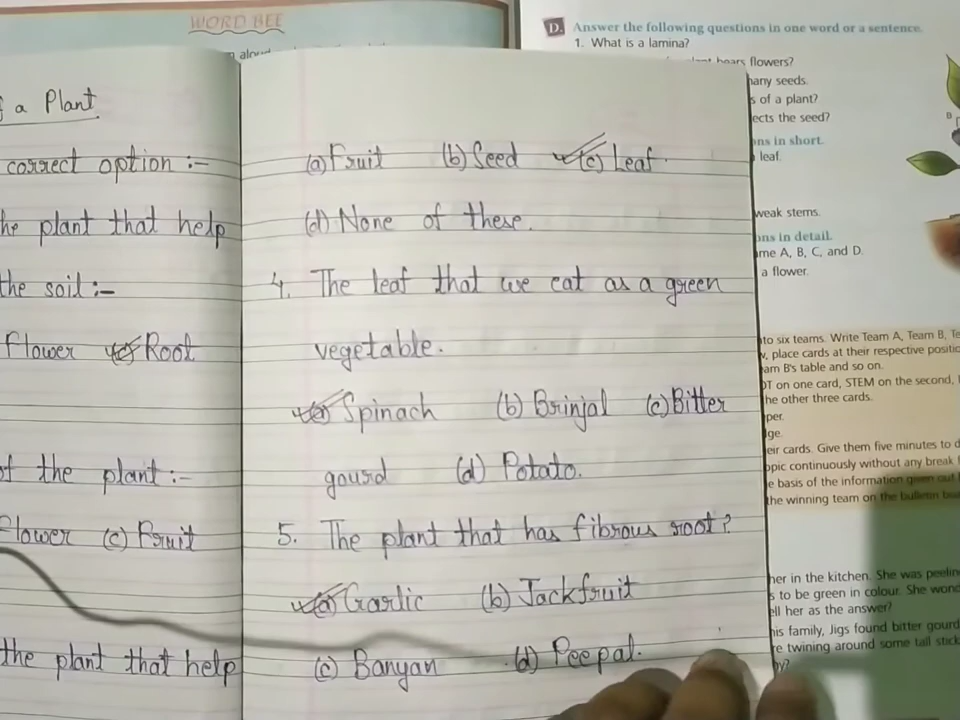 WORD BEE
f a Plant
correct option :-
the plant that help
the soil :-
Flower (c) Root
of the plant :-
Flower (c) Fruit
the plant that help
(a) Fruit (b) Seed (c) Leaf.
(d) None of these.
4. The leaf that we eat as a green
vegetable.
(a) Spinach (b) Brinjal (c) Bitter
gourd (d) Potato.
5. The plant that has fibrous root?
(a) Garlic (b) Jackfruit
(c) Banyan (d) Peepal.
D. Answer the following questions in one word or a sentence.
1. What is a lamina?
bears flowers?
many seeds.
s of a plant?
ects the seed?
ns in short.
leaf.
weak stems.
ons in detail.
me A, B, C, and D.
a flower.
to six teams. Write Team A, Team B, Te
, place cards at their respective positio
am B's table and so on.
OT on one card, STEM on the second,
he other three cards.
per.
ge.
eir cards. Give them five minutes to d
opic continuously without any break
e basis of the information given out
the winning team on the bulletin
her in the kitchen. She was peelin
s to be green in colour. She wond
ell her as the answer?
his family, Jigs found bitter gourd
re twining around some tall stick
hy?
B